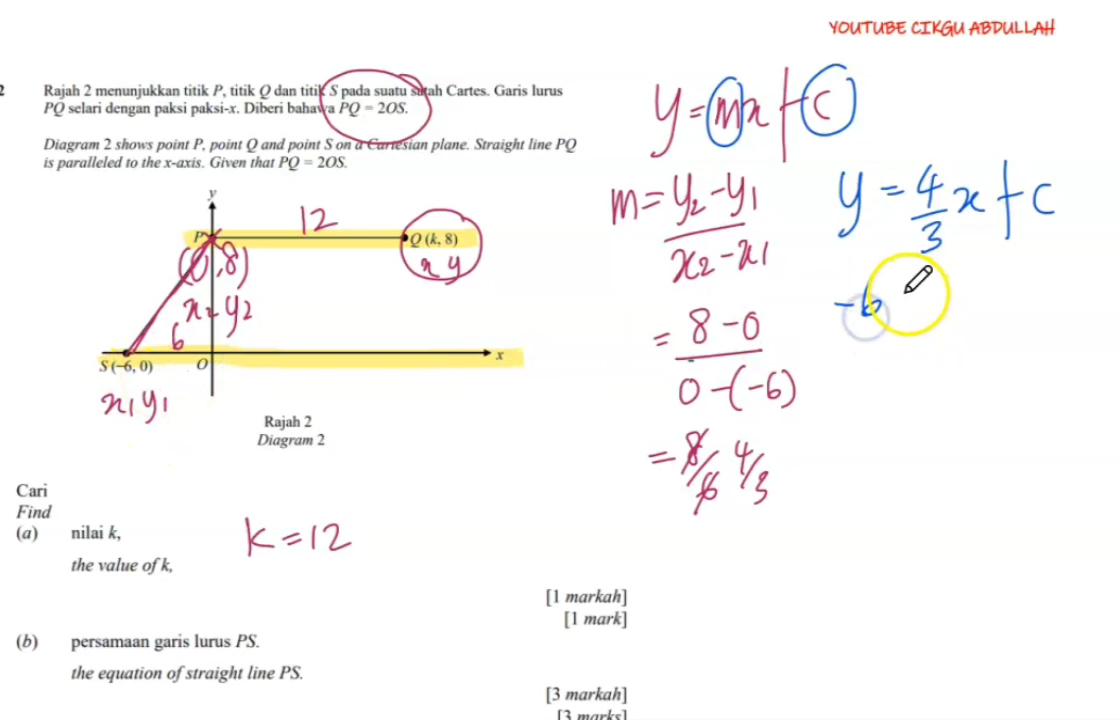 YOUTUBE CIKGU ABDULLAH
2 Rajah 2 menunjukkan titik P, titik Q dan titik S pada suatu satah Cartes. Garis lurus
PQ selari dengan paksi paksi-x. Diberi bahawa PQ = 2OS.
Diagram 2 shows point P, point Q and point S on a Cartesian plane. Straight line PQ
is paralleled to the x-axis. Given that PQ = 2OS.
y
12
P
Q (k, 8)
(0,8)
x y
x2 y2
6
x
S (–6, 0)
O
x1 y1
Rajah 2
Diagram 2
Cari
Find
(a) nilai k,
k = 12
the value of k,
[1 markah]
[1 mark]
(b) persamaan garis lurus PS.
the equation of straight line PS.
[3 markah]
[3 marks]
y = mx + c
m = y2 - y1
x2 - x1
= 8 - 0
0 - (-6)
= 8/6 4/3
y = 4/3 x + c
-6